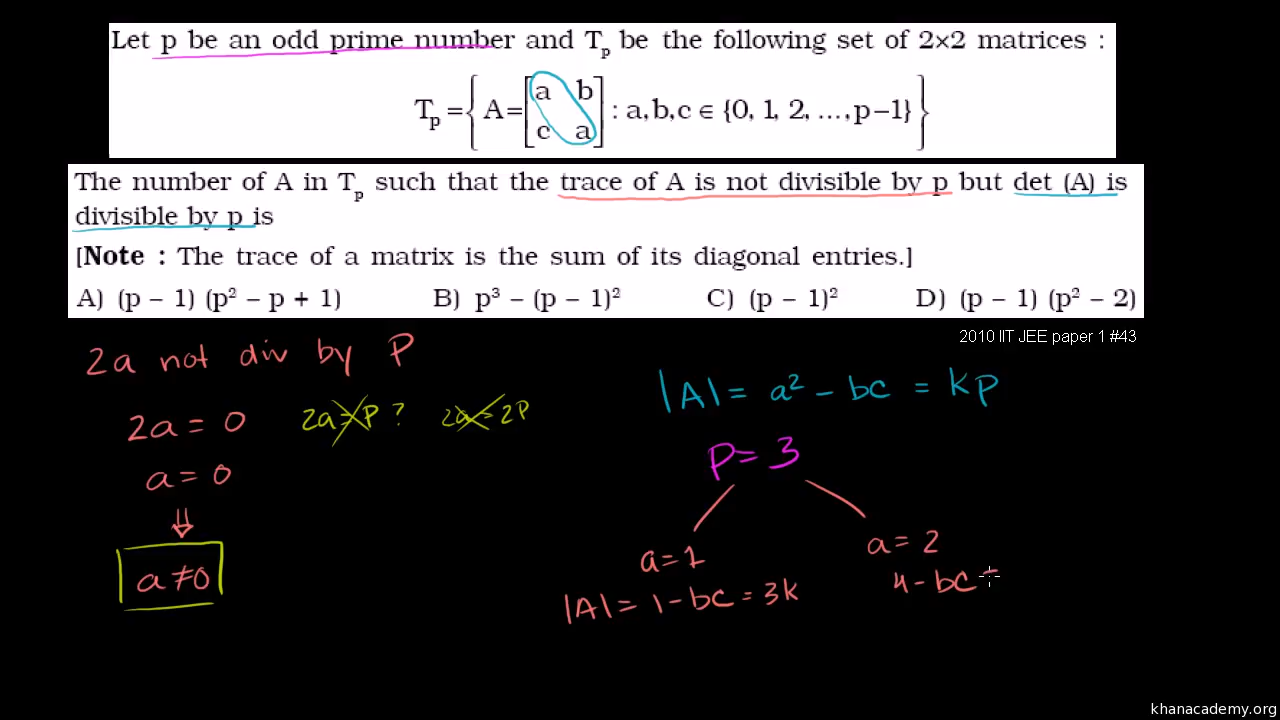 Let p be an odd prime number and Tp be the following set of 2×2 matrices :
Tp = { A = [a b
c a] : a, b, c ∈ {0, 1, 2, ..., p−1} }
The number of A in Tp such that the trace of A is not divisible by p but det (A) is
divisible by p is
[Note : The trace of a matrix is the sum of its diagonal entries.]
A) (p − 1) (p² − p + 1) B) p³ − (p − 1)² C) (p − 1)² D) (p − 1) (p² − 2)
2010 IIT JEE paper 1 #43
2a not div by P
2a = 0 2a = P ? 2a = 2P
a = 0
⇓
a ≠ 0
|A| = a² − bc = kp
P = 3
a = 1
|A| = 1 − bc = 3k
a = 2
4 − bc =
khanacademy.org